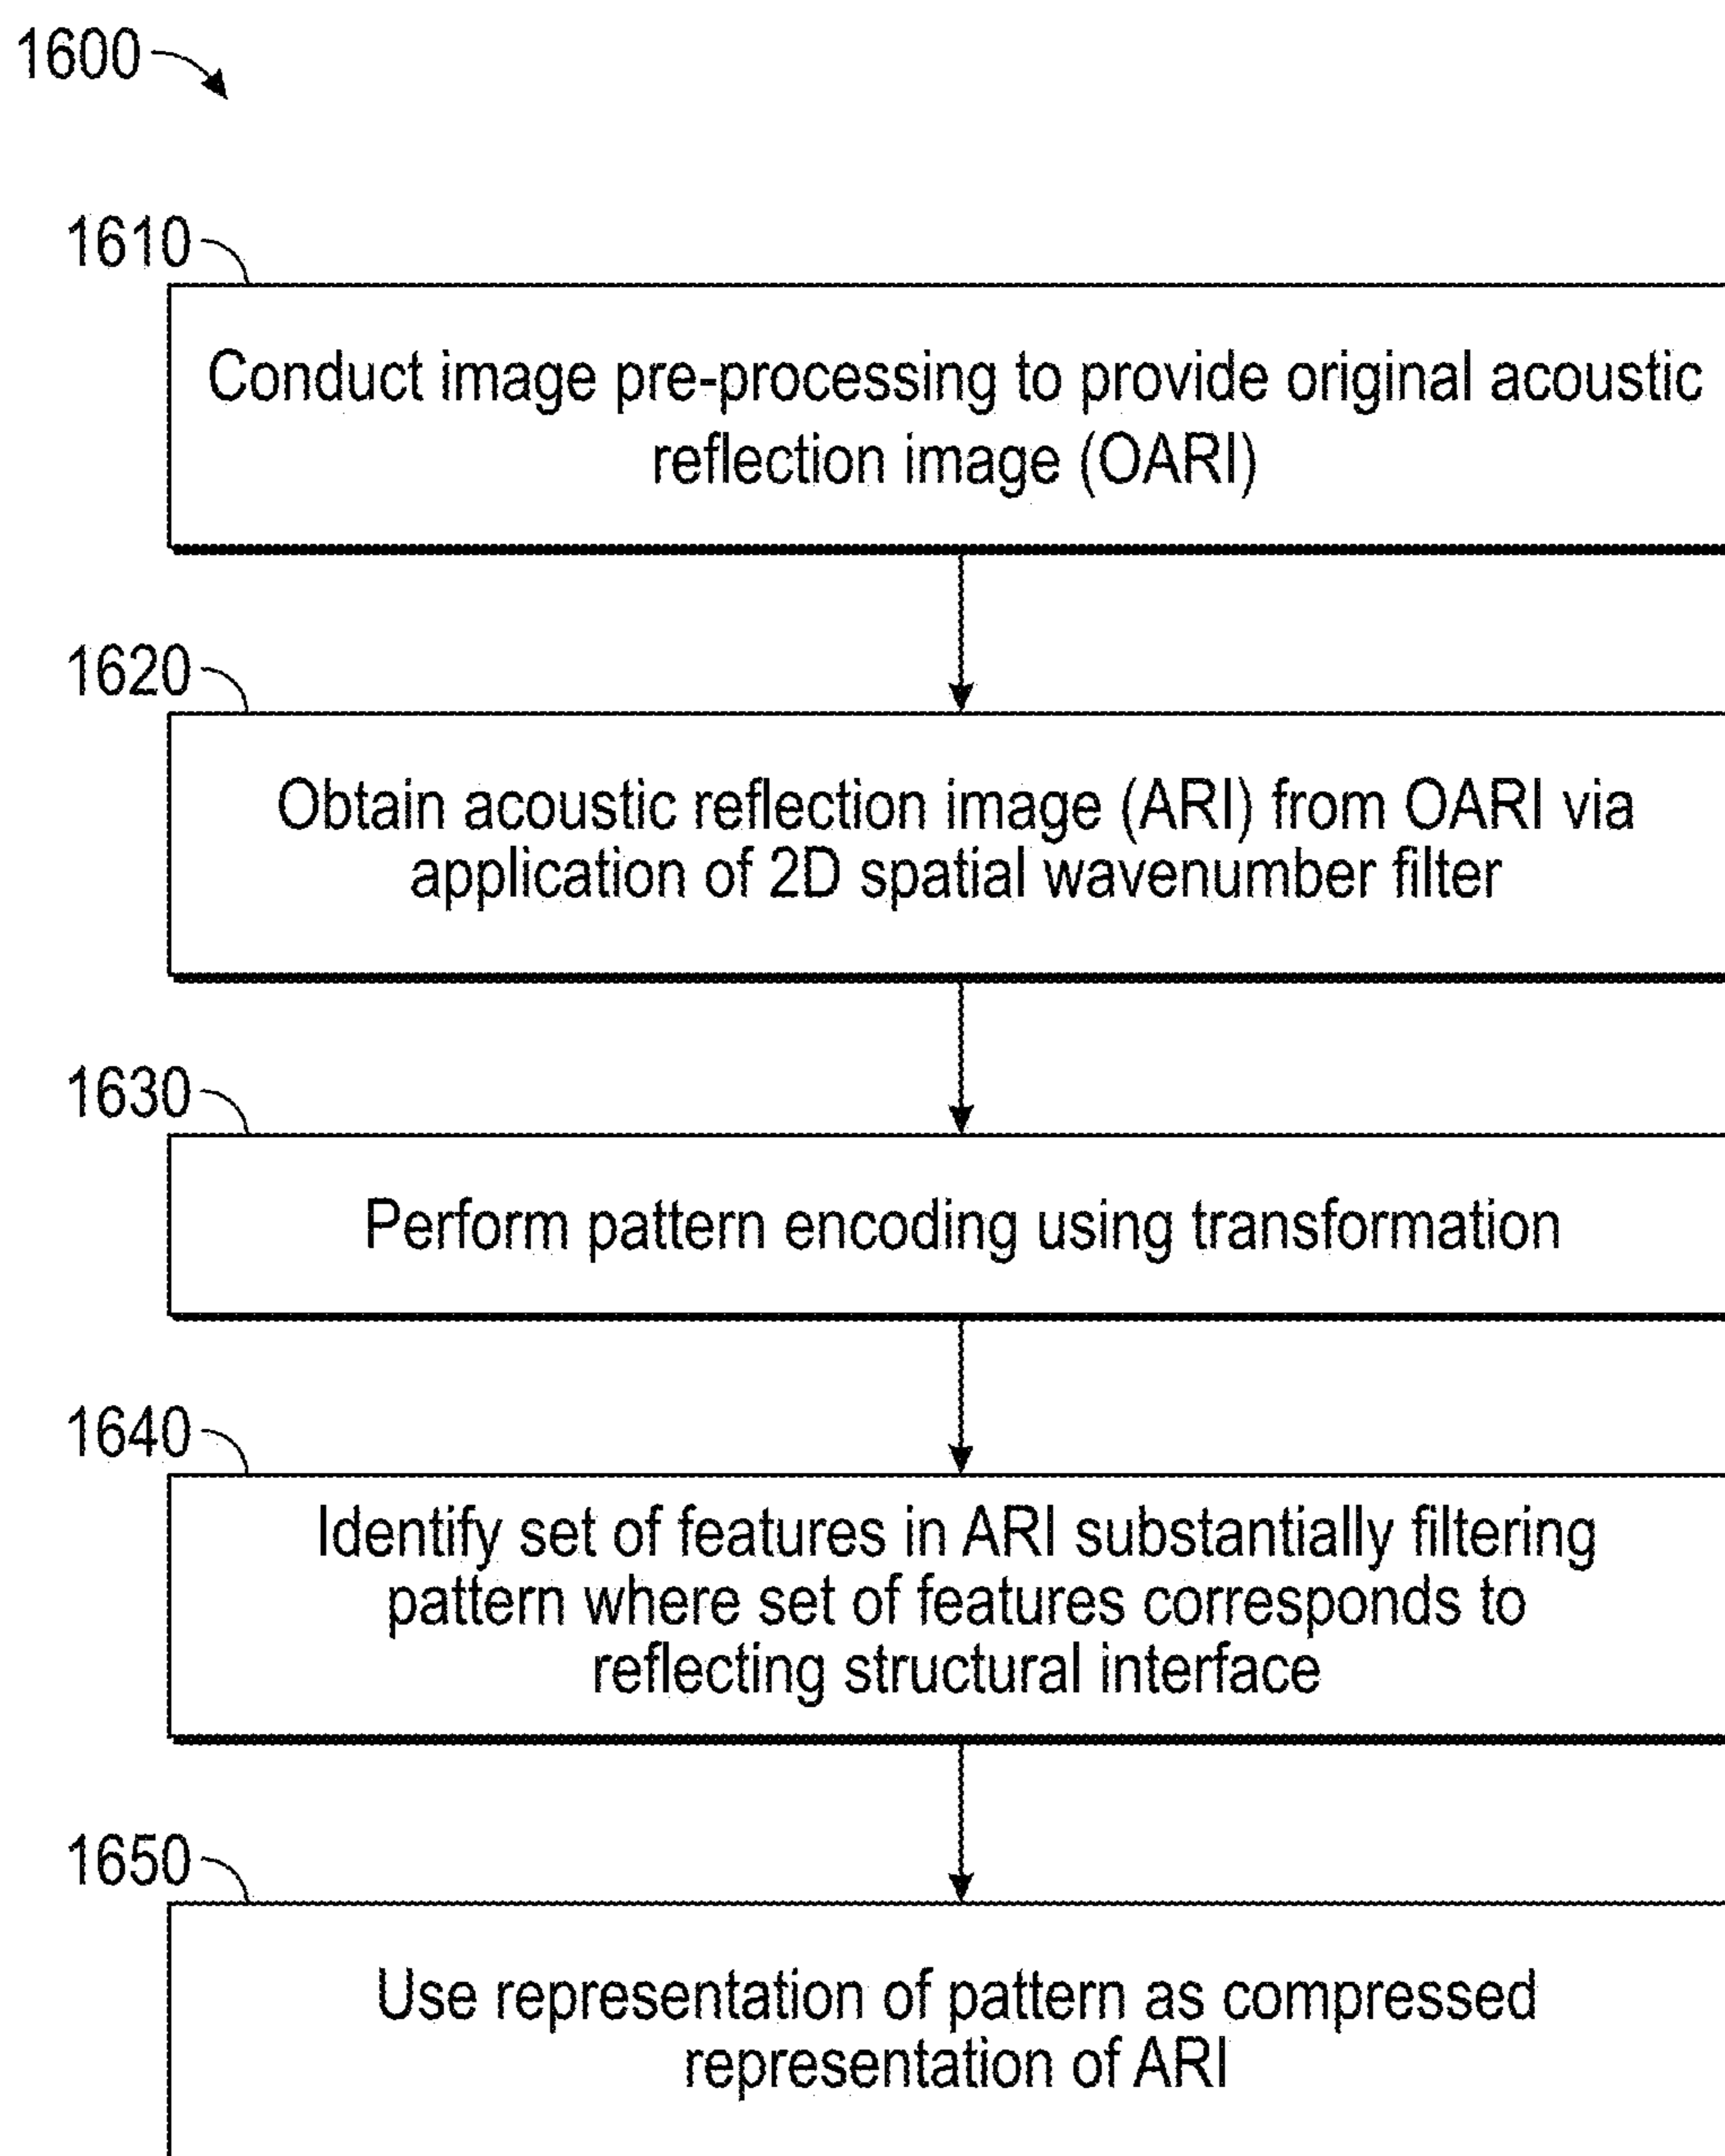 1600
1610
Conduct image pre-processing to provide original acoustic
reflection image (OARI)
1620
Obtain acoustic reflection image (ARI) from OARI via
application of 2D spatial wavenumber filter
1630
Perform pattern encoding using transformation
1640
Identify set of features in ARI substantially filtering
pattern where set of features corresponds to
reflecting structural interface
1650
Use representation of pattern as compressed
representation of ARI